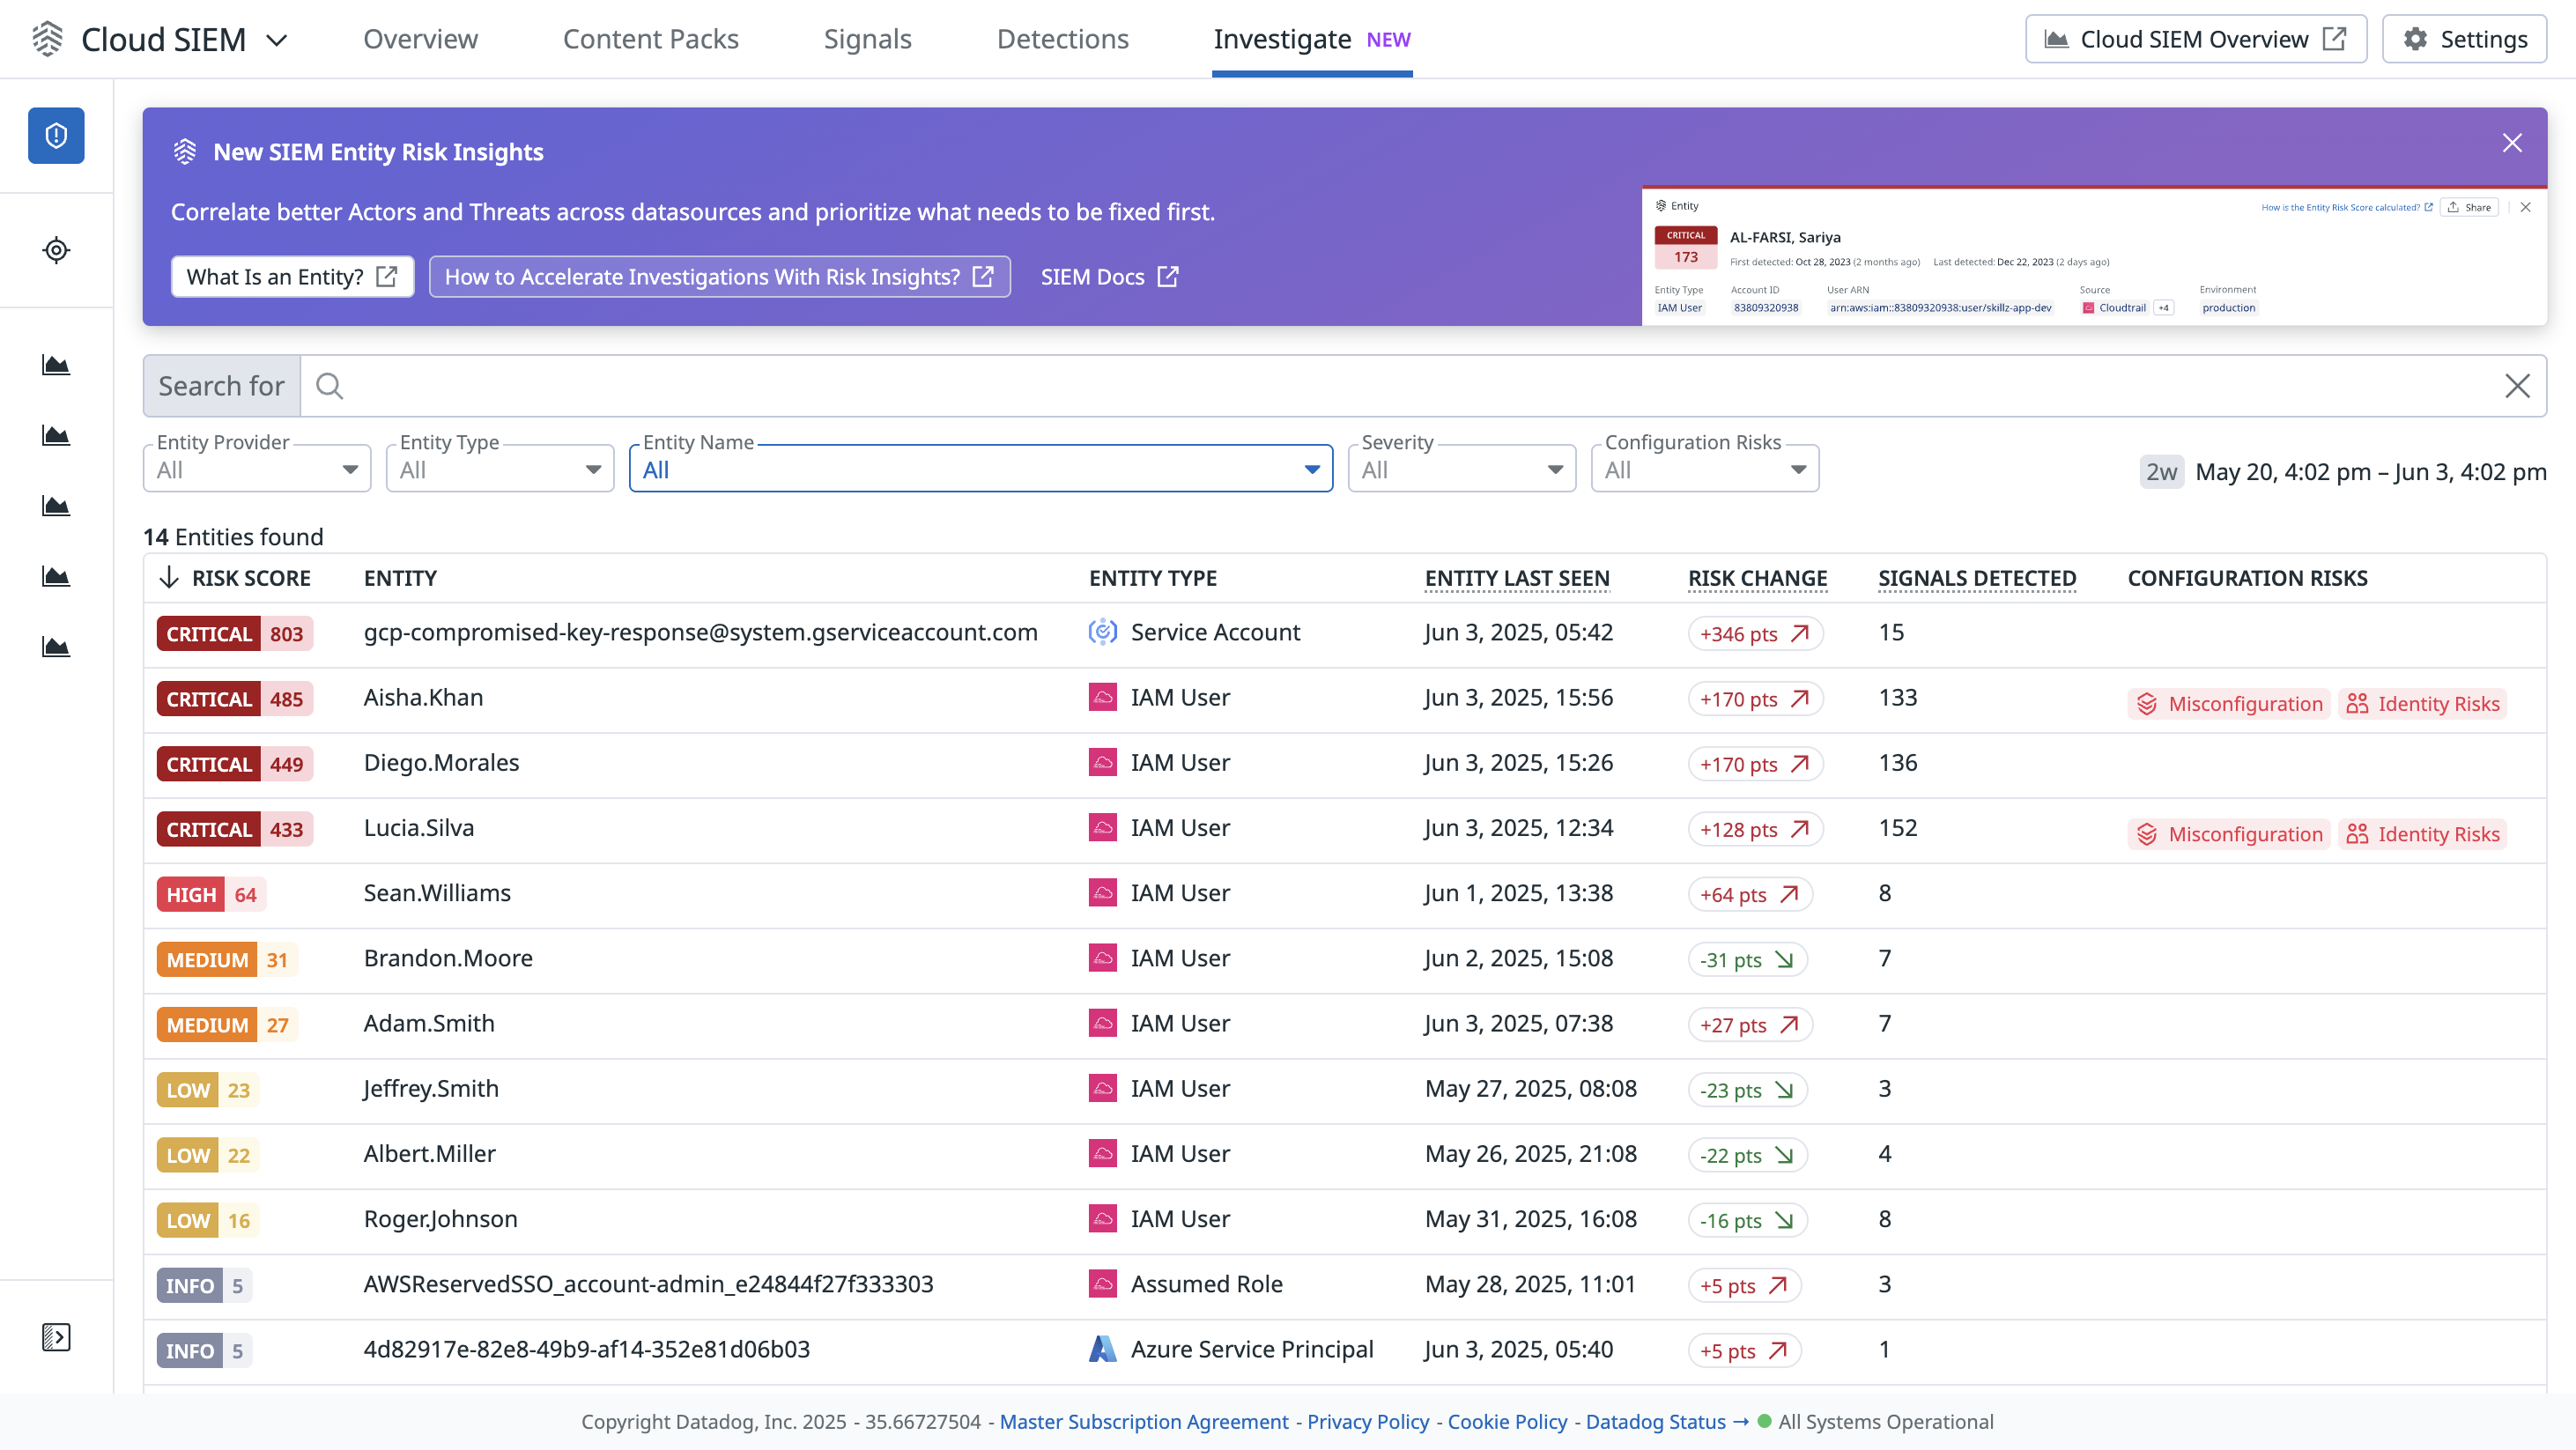 Cloud SIEM Overview Content Packs Signals Detections Investigate NEW Cloud SIEM Overview Settings
New SIEM Entity Risk Insights
Correlate better Actors and Threats across datasources and prioritize what needs to be fixed first.
What Is an Entity? How to Accelerate Investigations With Risk Insights? SIEM Docs
Entity How is the Entity Risk Score calculated? Share
CRITICAL 173 AL-FARSI, Sariya
First detected: Oct 28, 2023 (2 months ago) Last detected: Dec 22, 2023 (2 days ago)
Entity Type Account ID User ARN Source Environment
IAM User 83809320938 arn:aws:iam::83809320938:user/skillz-app-dev Cloudtrail +4 production
Search for
Entity Provider Entity Type Entity Name Severity Configuration Risks
All All All All All 2w May 20, 4:02 pm – Jun 3, 4:02 pm
14 Entities found
RISK SCORE ENTITY ENTITY TYPE ENTITY LAST SEEN RISK CHANGE SIGNALS DETECTED CONFIGURATION RISKS
CRITICAL 803 gcp-compromised-key-response@system.gserviceaccount.com Service Account Jun 3, 2025, 05:42 +346 pts 15
CRITICAL 485 Aisha.Khan IAM User Jun 3, 2025, 15:56 +170 pts 133 Misconfiguration Identity Risks
CRITICAL 449 Diego.Morales IAM User Jun 3, 2025, 15:26 +170 pts 136
CRITICAL 433 Lucia.Silva IAM User Jun 3, 2025, 12:34 +128 pts 152 Misconfiguration Identity Risks
HIGH 64 Sean.Williams IAM User Jun 1, 2025, 13:38 +64 pts 8
MEDIUM 31 Brandon.Moore IAM User Jun 2, 2025, 15:08 -31 pts 7
MEDIUM 27 Adam.Smith IAM User Jun 3, 2025, 07:38 +27 pts 7
LOW 23 Jeffrey.Smith IAM User May 27, 2025, 08:08 -23 pts 3
LOW 22 Albert.Miller IAM User May 26, 2025, 21:08 -22 pts 4
LOW 16 Roger.Johnson IAM User May 31, 2025, 16:08 -16 pts 8
INFO 5 AWSReservedSSO_account-admin_e24844f27f333303 Assumed Role May 28, 2025, 11:01 +5 pts 3
INFO 5 4d82917e-82e8-49b9-af14-352e81d06b03 Azure Service Principal Jun 3, 2025, 05:40 +5 pts 1
Copyright Datadog, Inc. 2025 - 35.66727504 - Master Subscription Agreement - Privacy Policy - Cookie Policy - Datadog Status → All Systems Operational